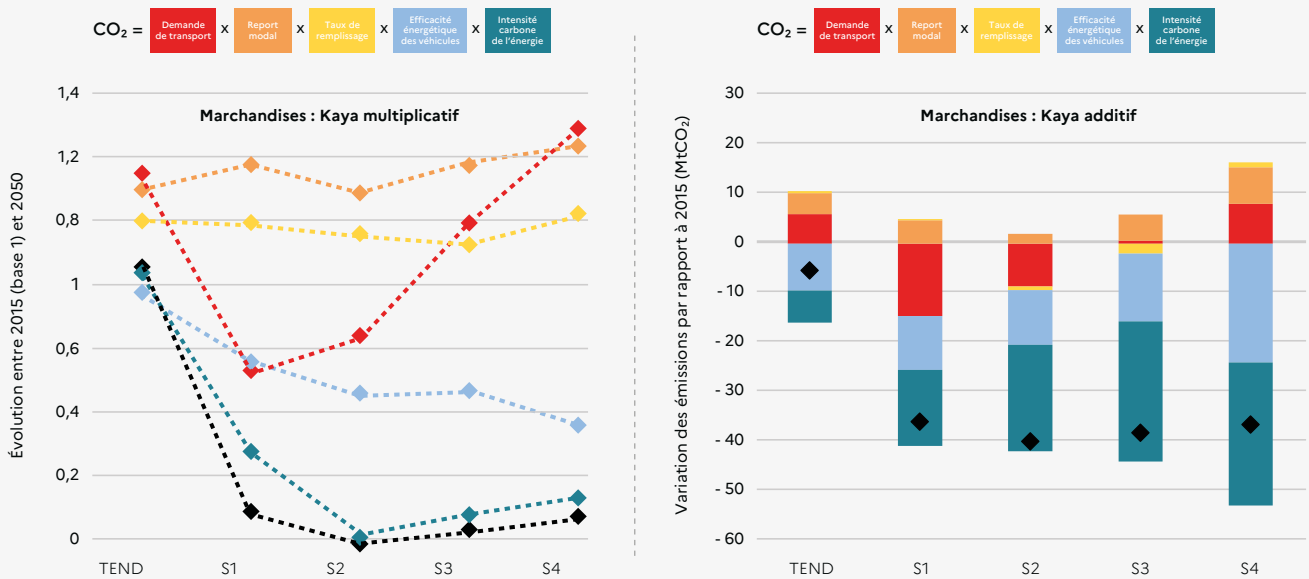 CO₂ =
Demande
de transport
x
Report
modal
x
Taux de
remplissage
x
Efficacité
énergétique
des véhicules
x
Intensité
carbone
de l'énergie
Marchandises : Kaya multiplicatif
Évolution entre 2015 (base 1) et 2050
1,4
1,2
0,8
1
0,6
0,4
0,2
0
TEND
S1
S2
S3
S4
CO₂ =
Demande
de transport
x
Report
modal
x
Taux de
remplissage
x
Efficacité
énergétique
des véhicules
x
Intensité
carbone
de l'énergie
Marchandises : Kaya additif
Variation des émissions par rapport à 2015 (MtCO₂)
30
20
10
0
- 10
- 20
- 30
- 40
- 50
- 60
TEND
S1
S2
S3
S4